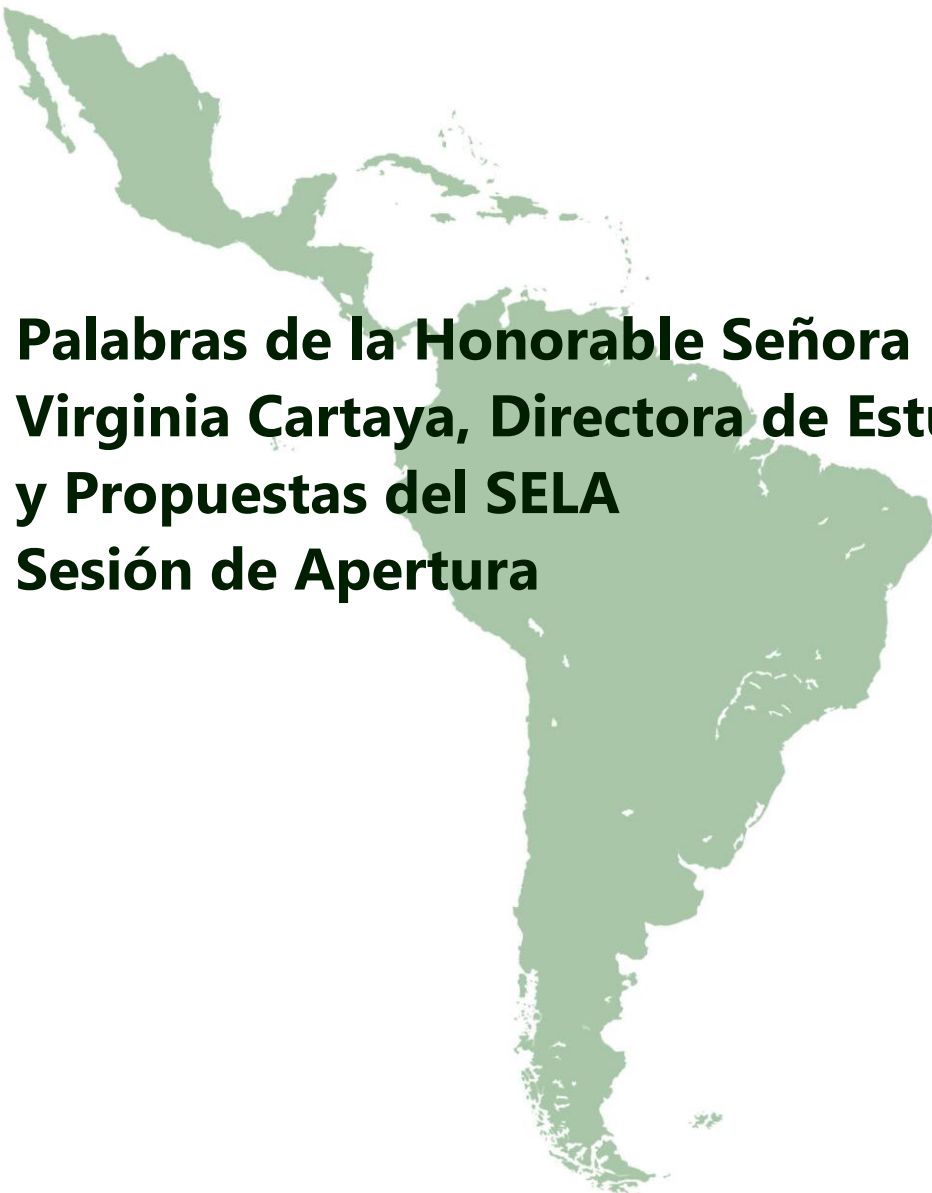 Palabras de la Honorable Señora
Virginia Cartaya, Directora de Estu
y Propuestas del SELA
Sesión de Apertura